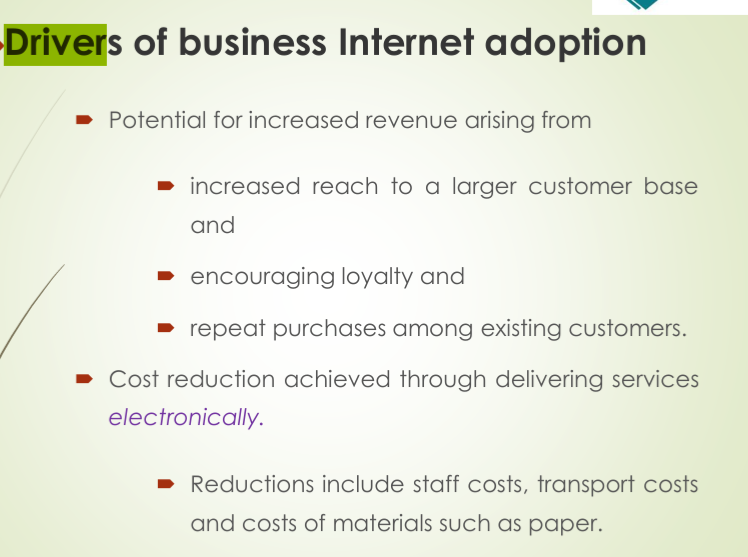 Drivers of business Internet adoption
Potential for increased revenue arising from
increased reach to a larger customer base
and
encouraging loyalty and
repeat purchases among existing customers.
Cost reduction achieved through delivering services
electronically.
Reductions include staff costs, transport costs
and costs of materials such as paper.